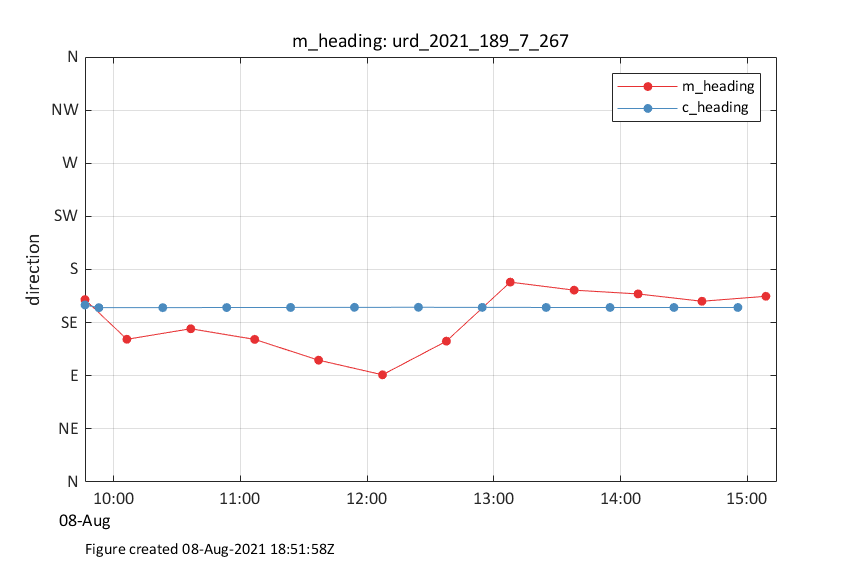 m_heading: urd_2021_189_7_267
m_heading
c_heading
direction
N
NW
W
SW
S
SE
E
NE
N
10:00 11:00 12:00 13:00 14:00 15:00
08-Aug
Figure created 08-Aug-2021 18:51:58Z